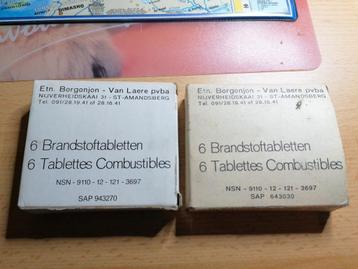 Etn. Borgonjon - Van Laere pvba
NIJVERHEIDSKAAI 31 - ST-AMANDSBERG
Tel. 091/28.19.41 of 28.16.41
6 Brandstoftabletten
6 Tablettes Combustibles
NSN - 9110 - 12 - 121 - 3697
SAP 943270
Etn. Borgonjon - Van Laere pvba
NIJVERHEIDSKAAI 31 - ST-AMANDSBERG
Tel. 091/28.19.41 of 28.16.41
6 Brandstoftabletten
6 Tablettes Combustibles
NSN - 9110 - 12 - 121 - 3697
SAP 643030